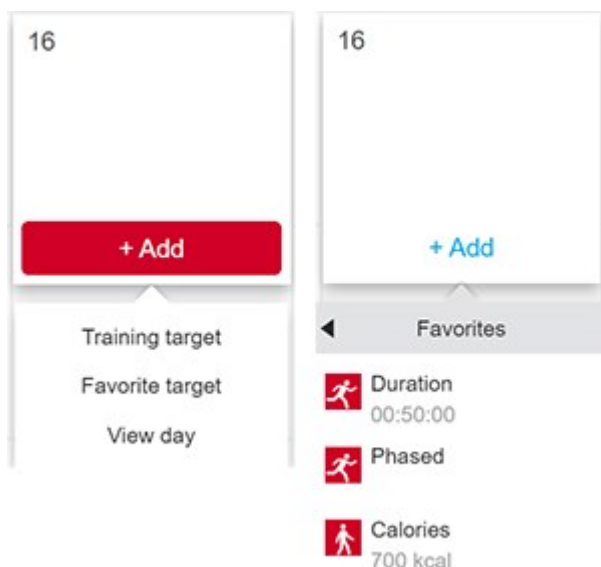 16
+ Add
Training target
Favorite target
View day
16
+ Add
Favorites
Duration
00:50:00
Phased
Calories
700 kcal